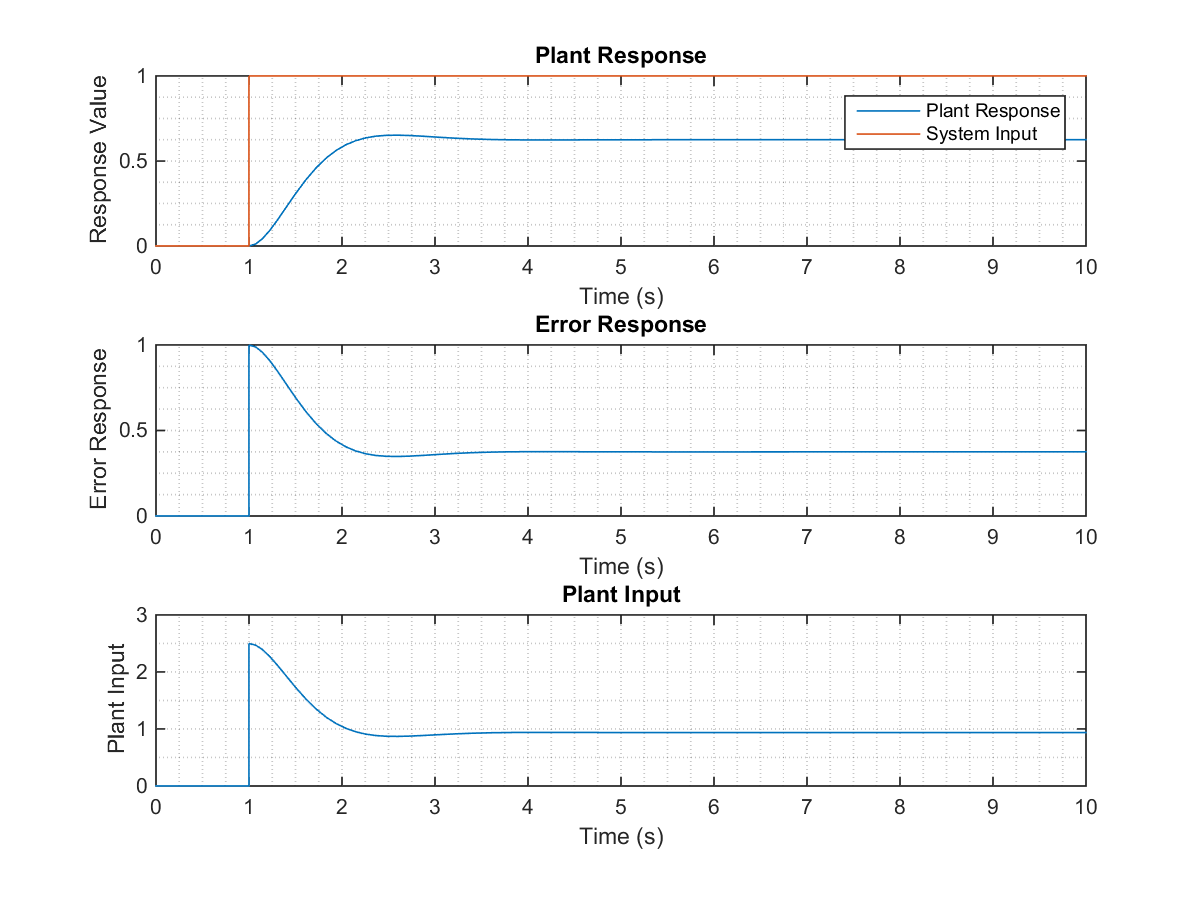 Plant Response
1
0.5
0
Response Value
Plant Response
System Input
0 1 2 3 4 5 6 7 8 9 10
Time (s)
Error Response
1
0.5
0
Error Response
0 1 2 3 4 5 6 7 8 9 10
Time (s)
Plant Input
3
2
1
0
Plant Input
0 1 2 3 4 5 6 7 8 9 10
Time (s)